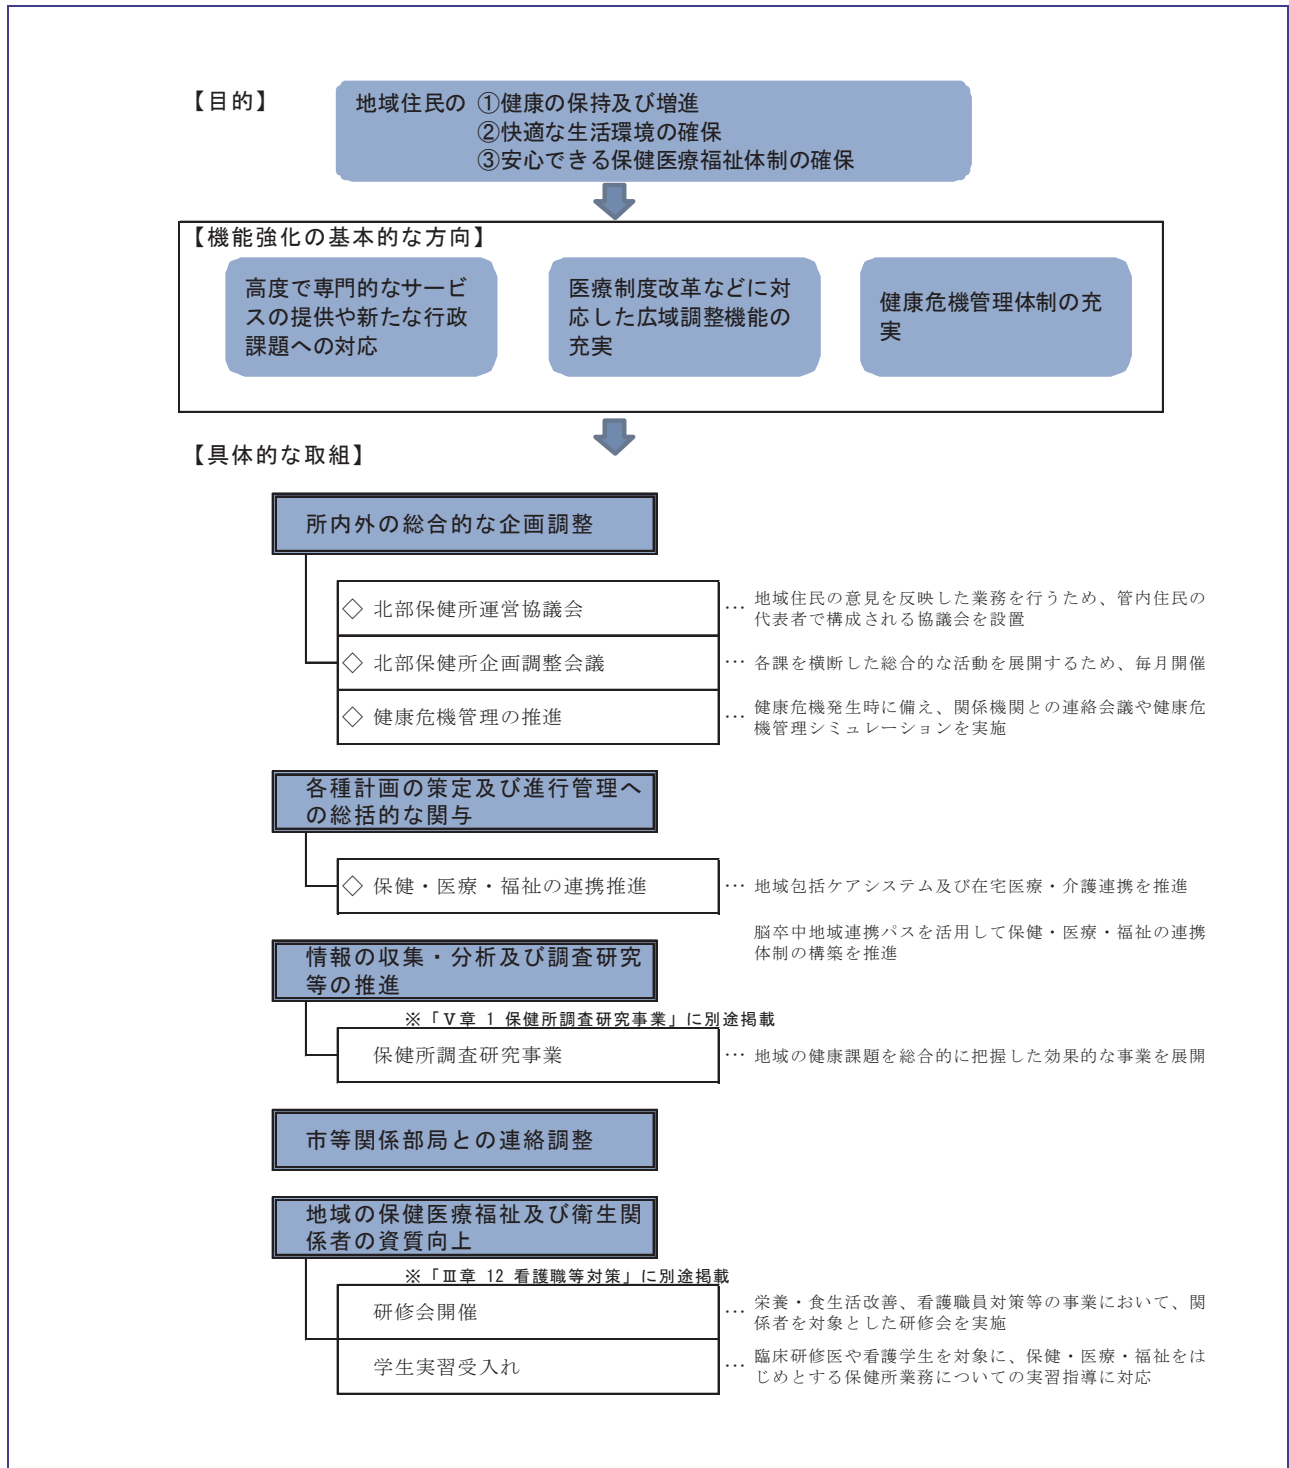 【目的】
地域住民の ①健康の保持及び増進
②快適な生活環境の確保
③安心できる保健医療福祉体制の確保
【機能強化の基本的な方向】
高度で専門的なサービ
スの提供や新たな行政
課題への対応
医療制度改革などに対
応した広域調整機能の
充実
健康危機管理体制の充
実
【具体的な取組】
所内外の総合的な企画調整
◇ 北部保健所運営協議会
… 地域住民の意見を反映した業務を行うため、管内住民の
代表者で構成される協議会を設置
◇ 北部保健所企画調整会議
… 各課を横断した総合的な活動を展開するため、毎月開催
◇ 健康危機管理の推進
… 健康危機発生時に備え、関係機関との連絡会議や健康危
機管理シミュレーションを実施
各種計画の策定及び進行管理へ
の総括的な関与
◇ 保健・医療・福祉の連携推進
… 地域包括ケアシステム及び在宅医療・介護連携を推進
脳卒中地域連携パスを活用して保健・医療・福祉の連携
体制の構築を推進
情報の収集・分析及び調査研究
等の推進
※「Ⅴ章 1 保健所調査研究事業」に別途掲載
保健所調査研究事業
… 地域の健康課題を総合的に把握した効果的な事業を展開
市等関係部局との連絡調整
地域の保健医療福祉及び衛生関
係者の資質向上
※「Ⅲ章 12 看護職等対策」に別途掲載
研修会開催
… 栄養・食生活改善、看護職員対策等の事業において、関
係者を対象とした研修会を実施
学生実習受入れ
… 臨床研修医や看護学生を対象に、保健・医療・福祉をは
じめとする保健所業務についての実習指導に対応